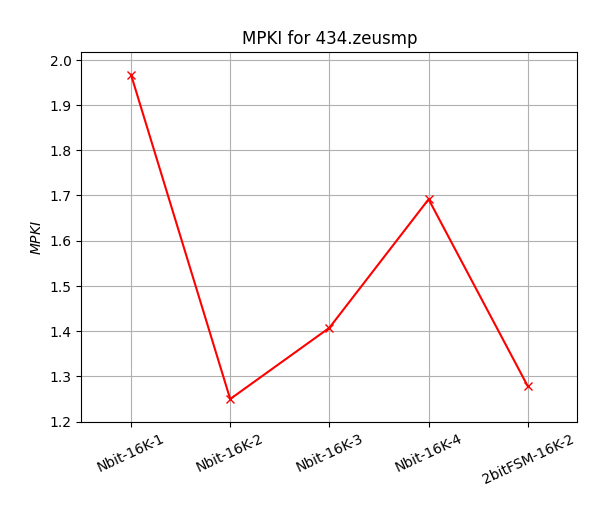 MPKI for 434.zeusmp
2.0
1.9
1.8
1.7
1.6
1.5
1.4
1.3
1.2
MPKI
Nbit-16K-1
Nbit-16K-2
Nbit-16K-3
Nbit-16K-4
2bitFSM-16K-2